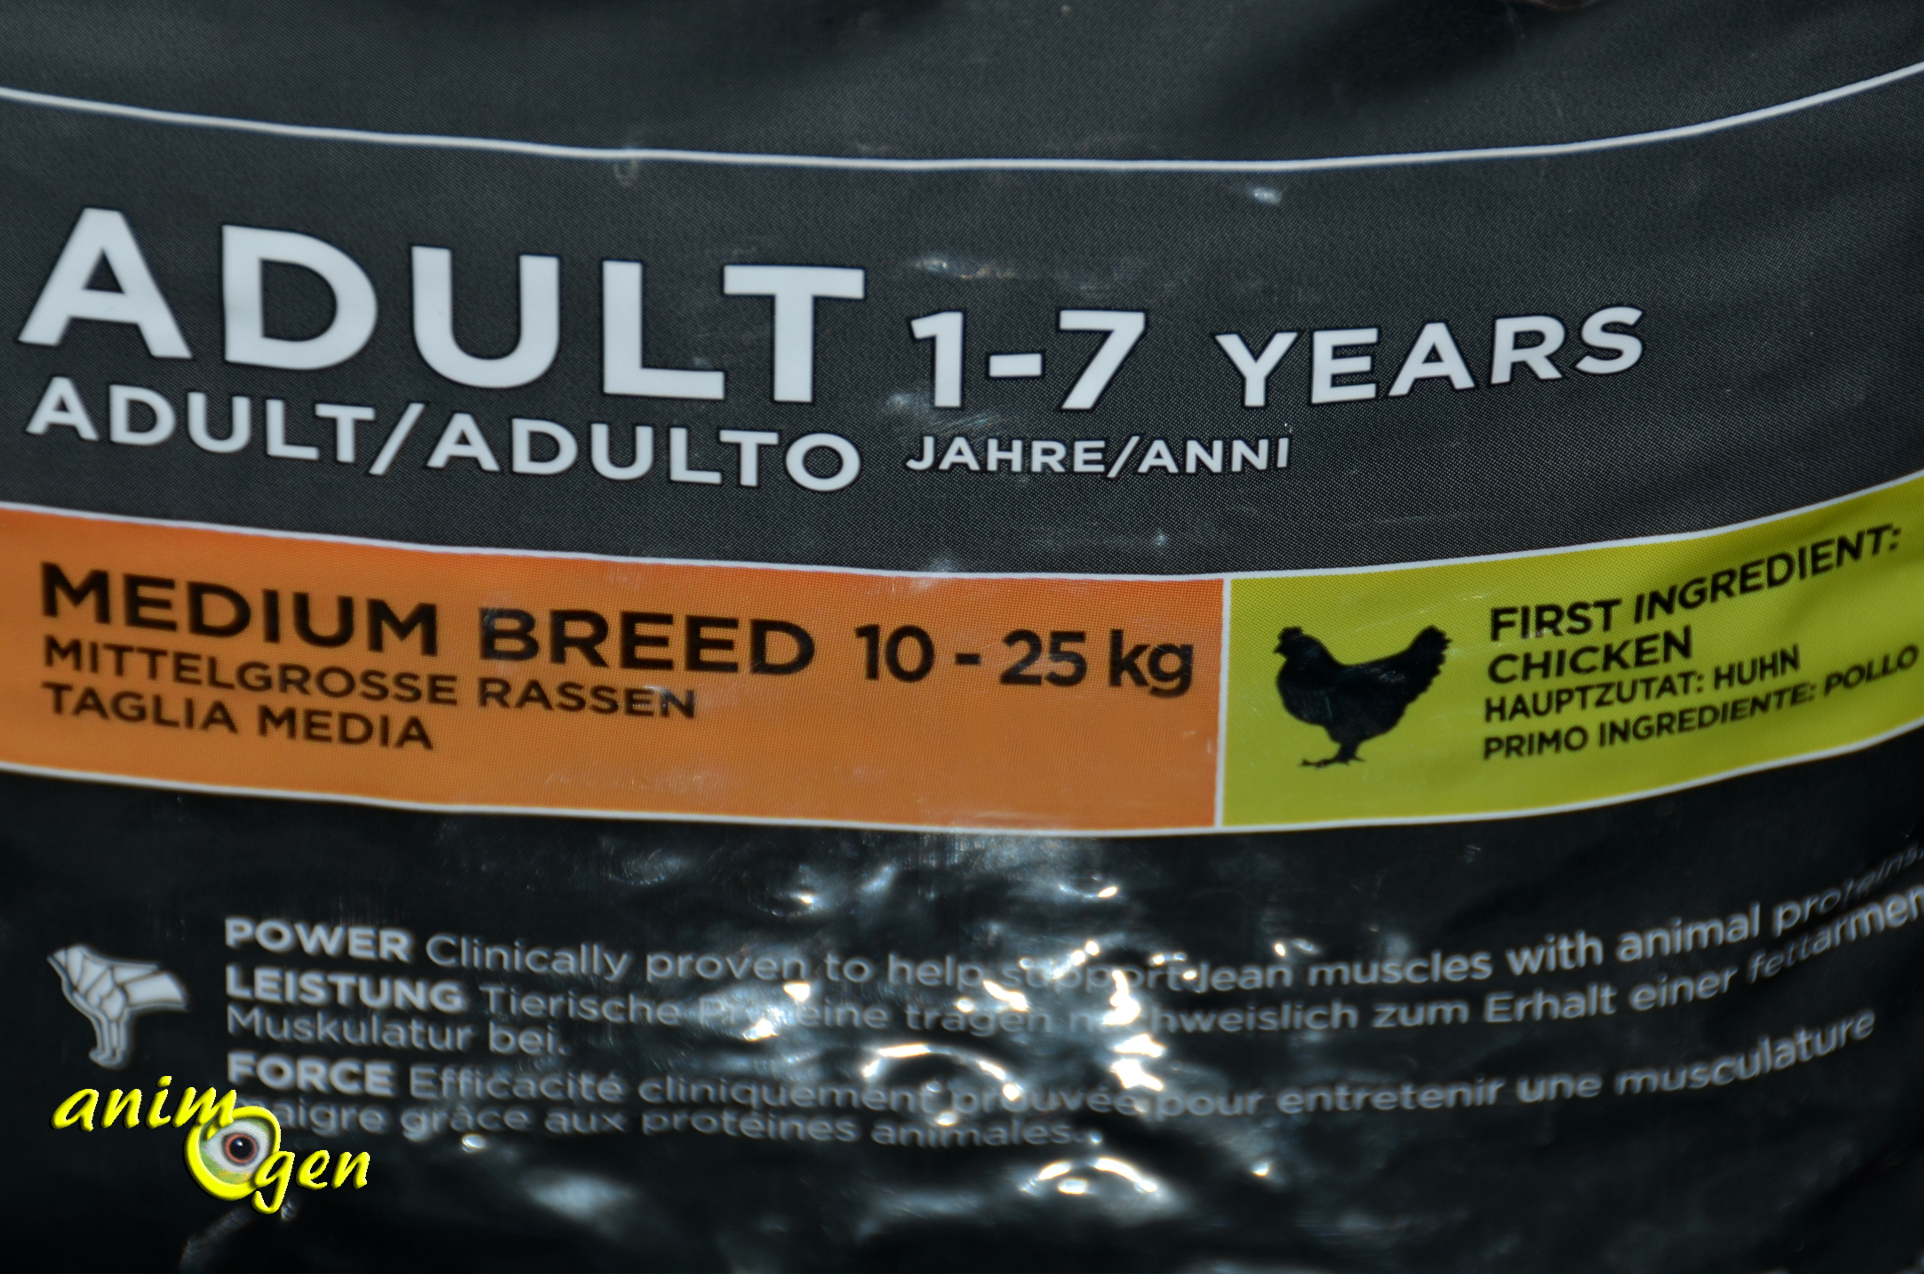 ADULT 1-7 YEARS
ADULT/ADULTO JAHRE/ANNI
MEDIUM BREED 10 - 25 kg
MITTELGROSSE RASSEN
TAGLIA MEDIA
FIRST INGREDIENT:
CHICKEN
HAUPTZUTAT: HUHN
PRIMO INGREDIENTE: POLLO
POWER Clinically proven to help support lean muscles with animal proteins.
LEISTUNG Tierische Proteine tragen nachweislich zum Erhalt einer
Muskulatur bei.
FORCE Efficacité cliniquement prouvée pour entretenir une musculature
maigre grâce aux protéines animales.
animOgen